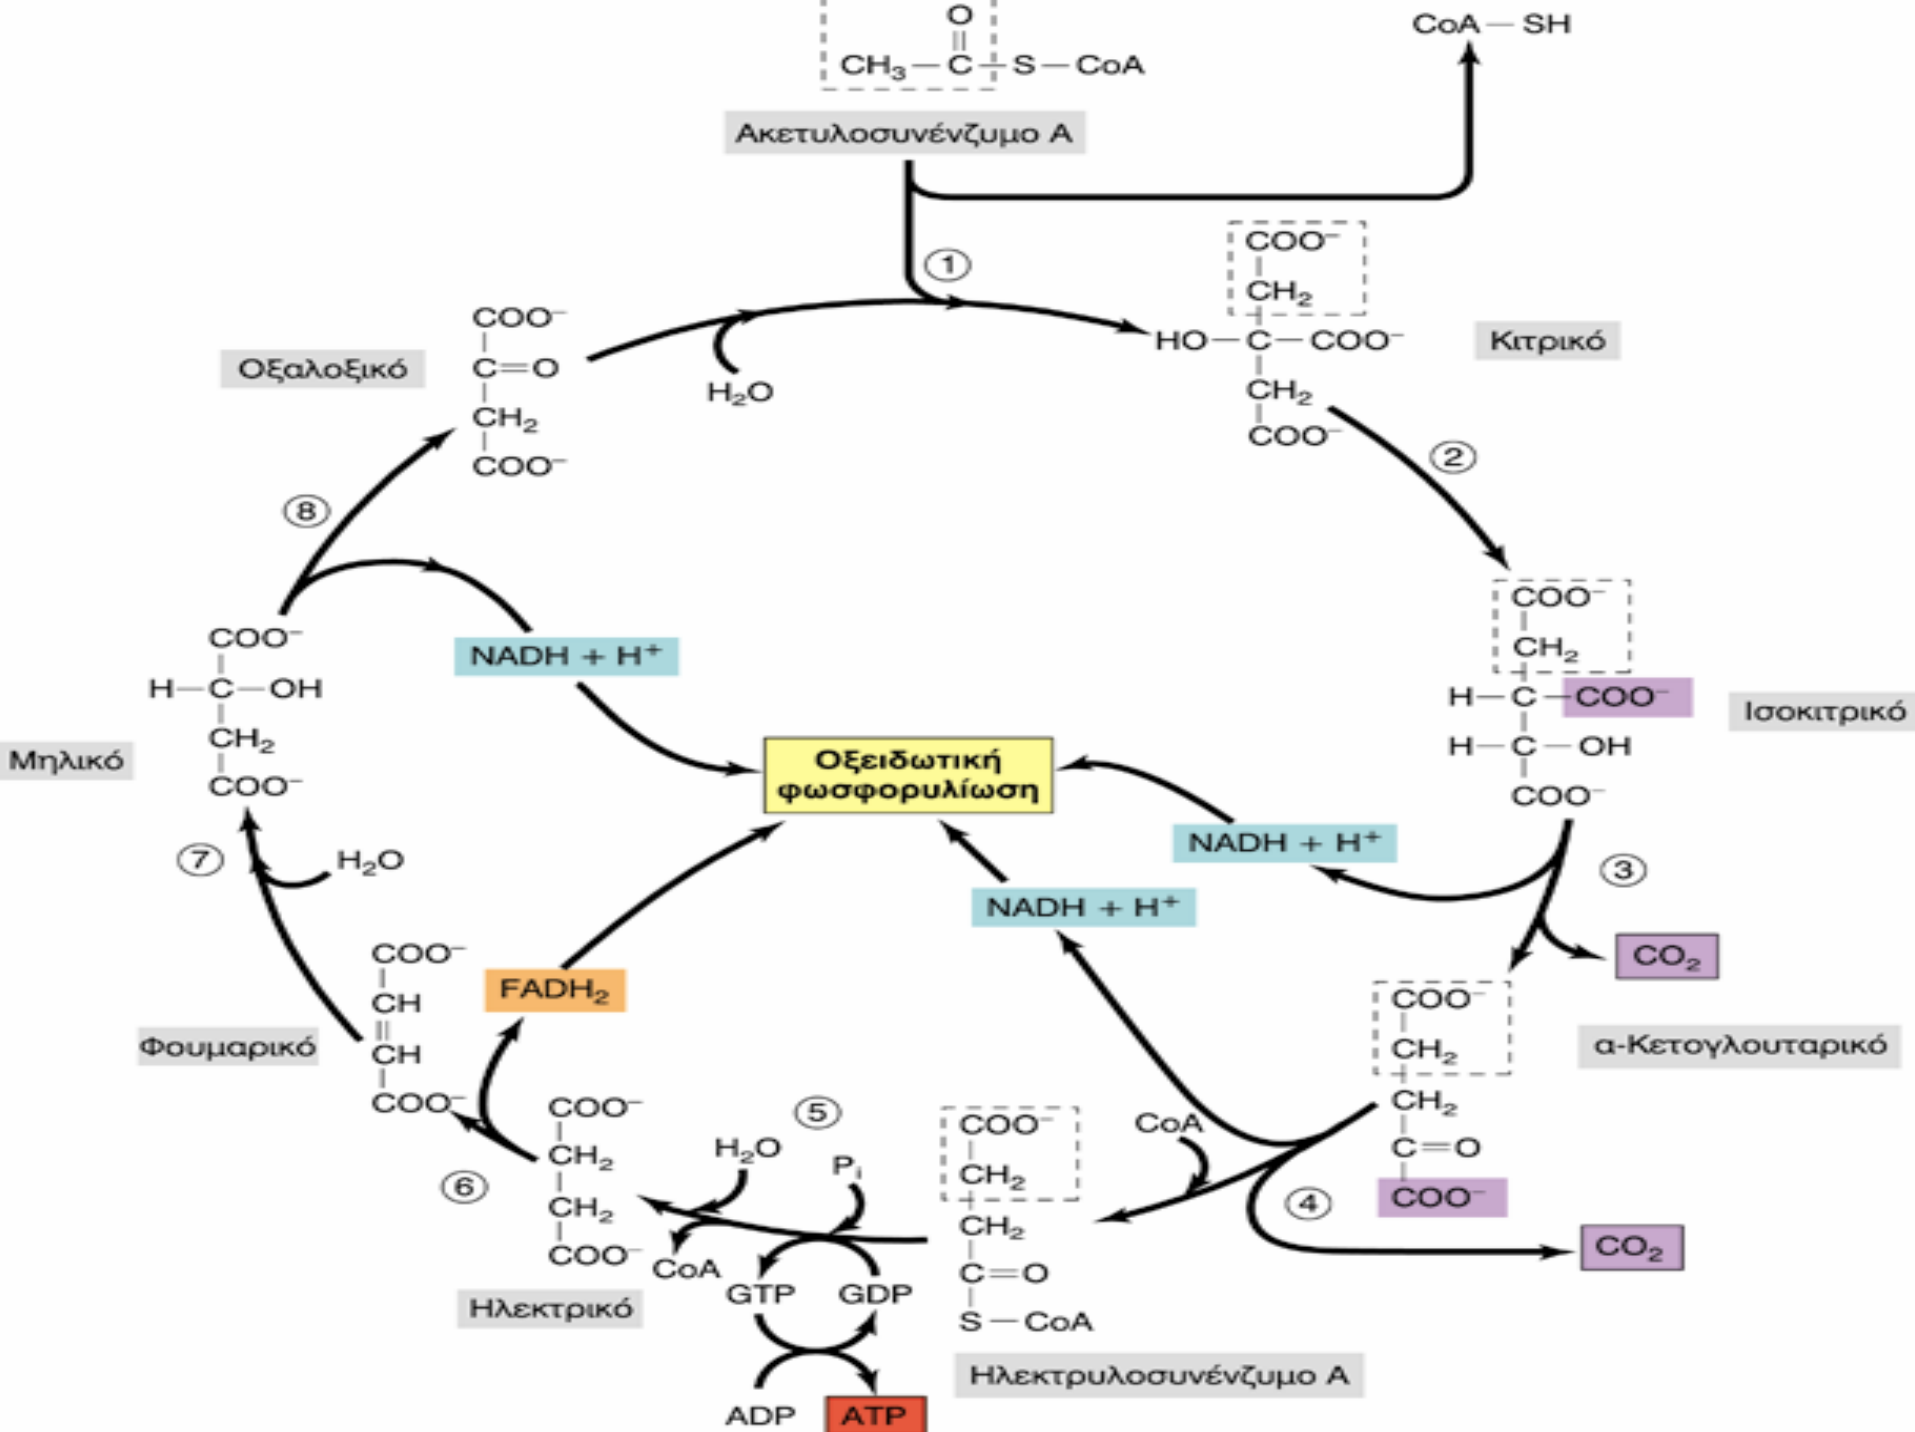 O
CH₃—C—S—CoA
CoA—SH
Ακετυλοσυνένζυμο Α
①
COO⁻
CH₂
HO—C—COO⁻
CH₂
COO⁻
Κιτρικό
COO⁻
C=O
CH₂
COO⁻
Οξαλοξικό
H₂O
②
⑧
COO⁻
CH₂
H—C—COO⁻
H—C—OH
COO⁻
Ισοκιτρικό
NADH + H⁺
COO⁻
H—C—OH
CH₂
COO⁻
Μηλικό
Οξειδωτική
φωσφορυλίωση
NADH + H⁺
③
⑦
H₂O
NADH + H⁺
CO₂
COO⁻
CH
CH
COO⁻
Φουμαρικό
FADH₂
COO⁻
CH₂
CH₂
C=O
COO⁻
α-Κετογλουταρικό
④
CO₂
CoA
COO⁻
CH₂
CH₂
C=O
S—CoA
Ηλεκτρυλοσυνένζυμο Α
⑤
H₂O
Pᵢ
CoA
GTP
GDP
ADP
ATP
⑥
COO⁻
CH₂
CH₂
COO⁻
Ηλεκτρικό